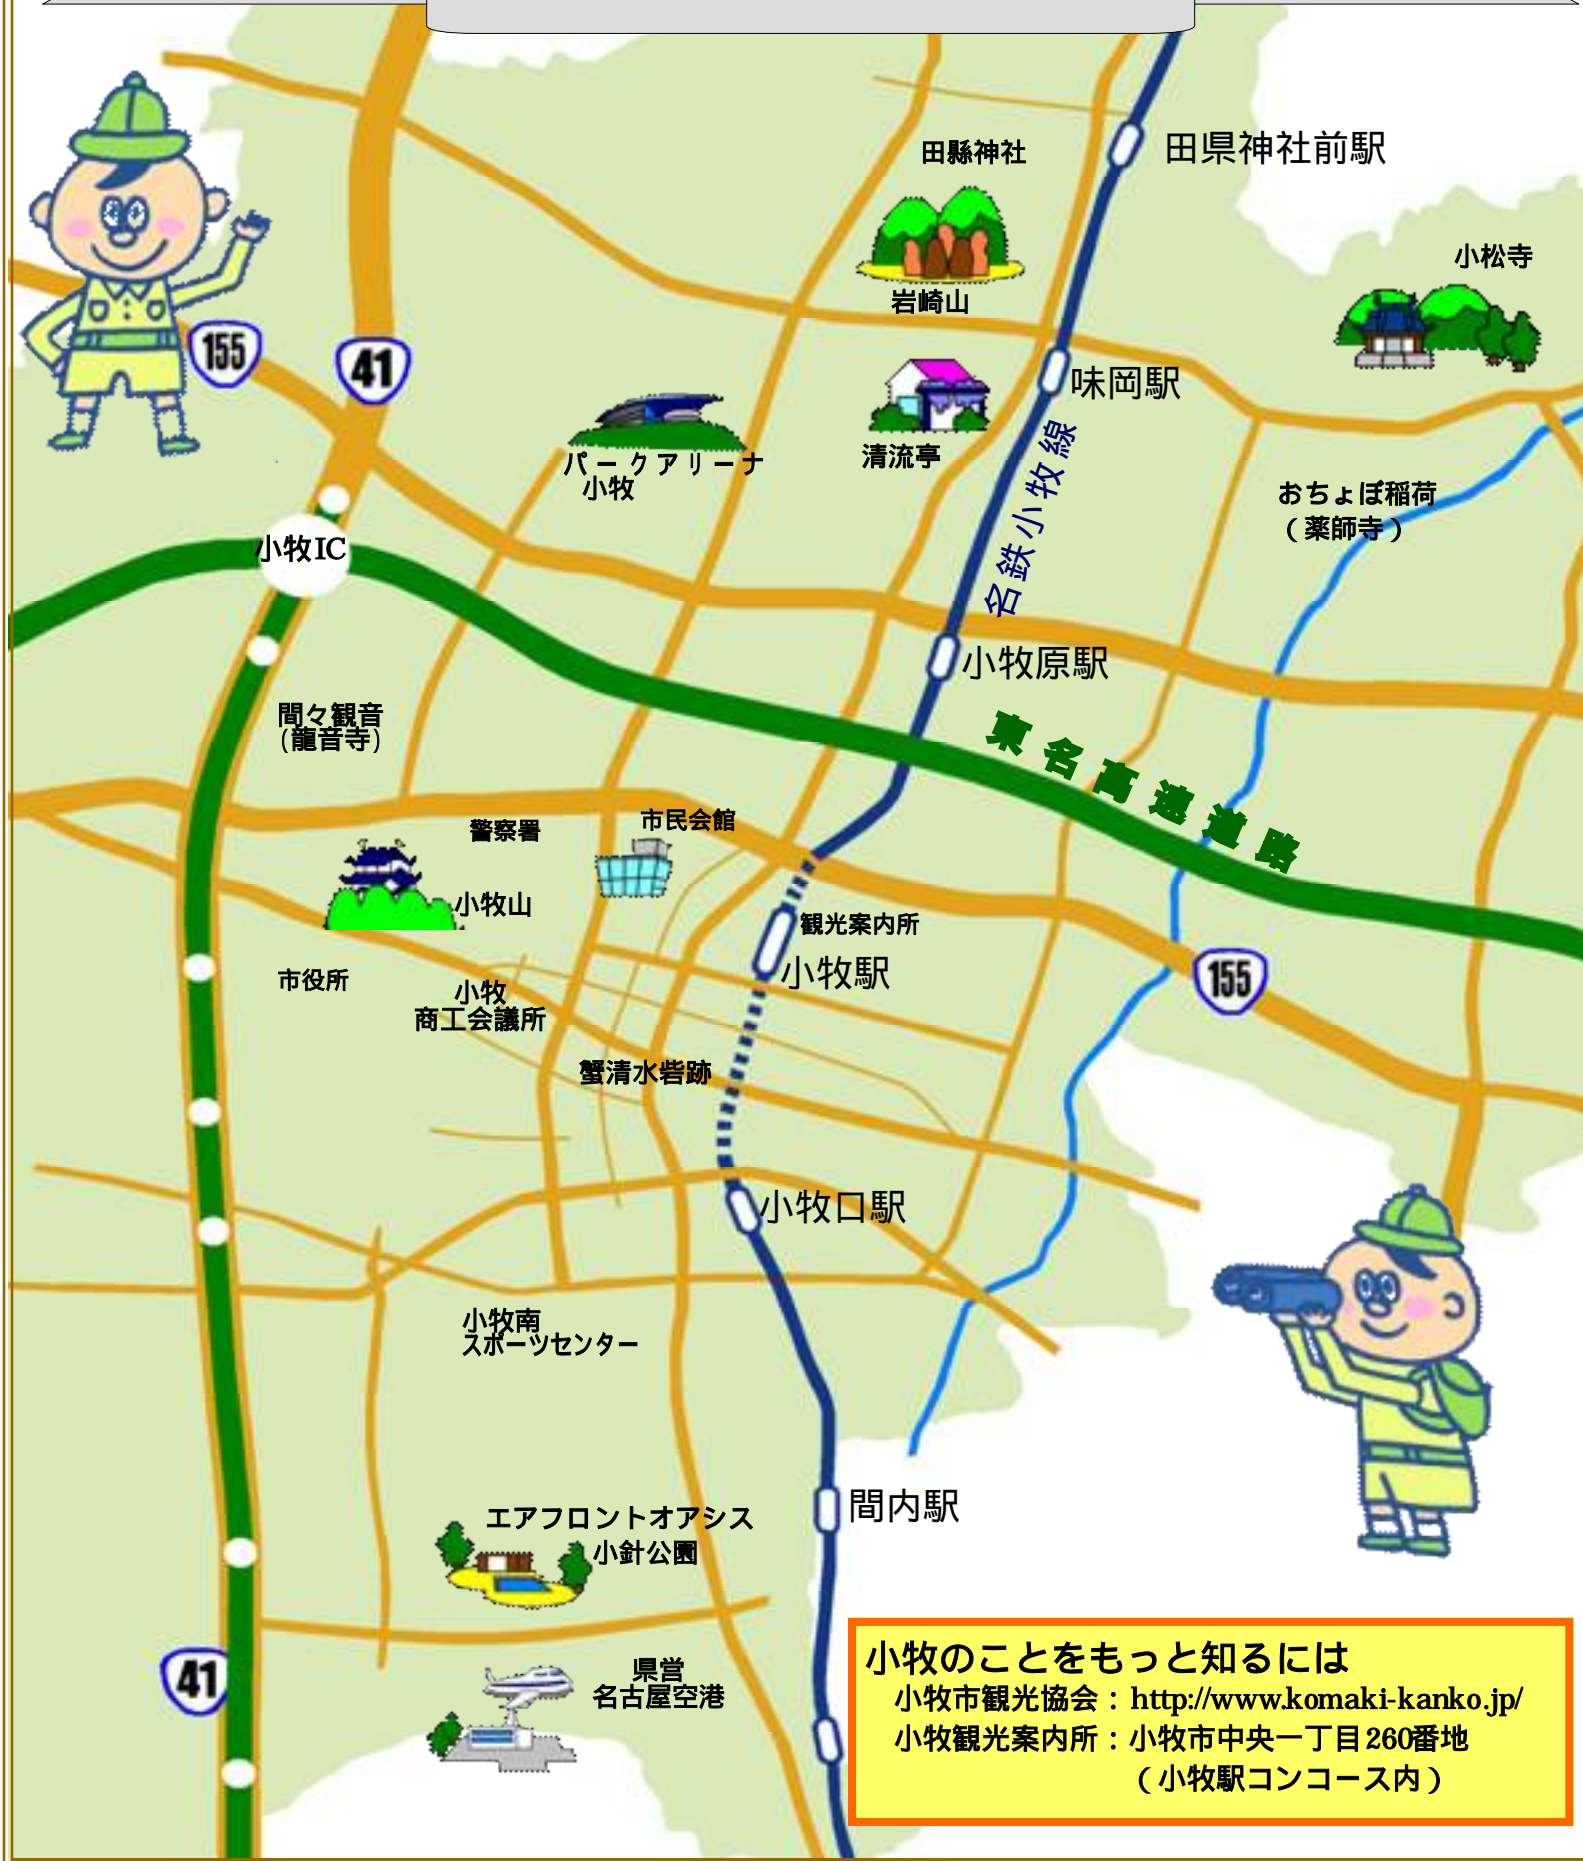 田縣神社
田県神社前駅
小松寺
岩崎山
155
41
味岡駅
パークアリーナ
小牧
清流亭
名鉄小牧線
おちょぼ稲荷
（薬師寺）
小牧IC
小牧原駅
間々観音
(龍音寺)
東名高速道路
警察署
市民会館
小牧山
観光案内所
小牧駅
155
市役所
小牧
商工会議所
蟹清水砦跡
小牧口駅
小牧南
スポーツセンター
間内駅
エアフロントオアシス
小針公園
41
県営
名古屋空港
小牧のことをもっと知るには
小牧市観光協会：http://www.komaki-kanko.jp/
小牧観光案内所：小牧市中央一丁目260番地
（小牧駅コンコース内）